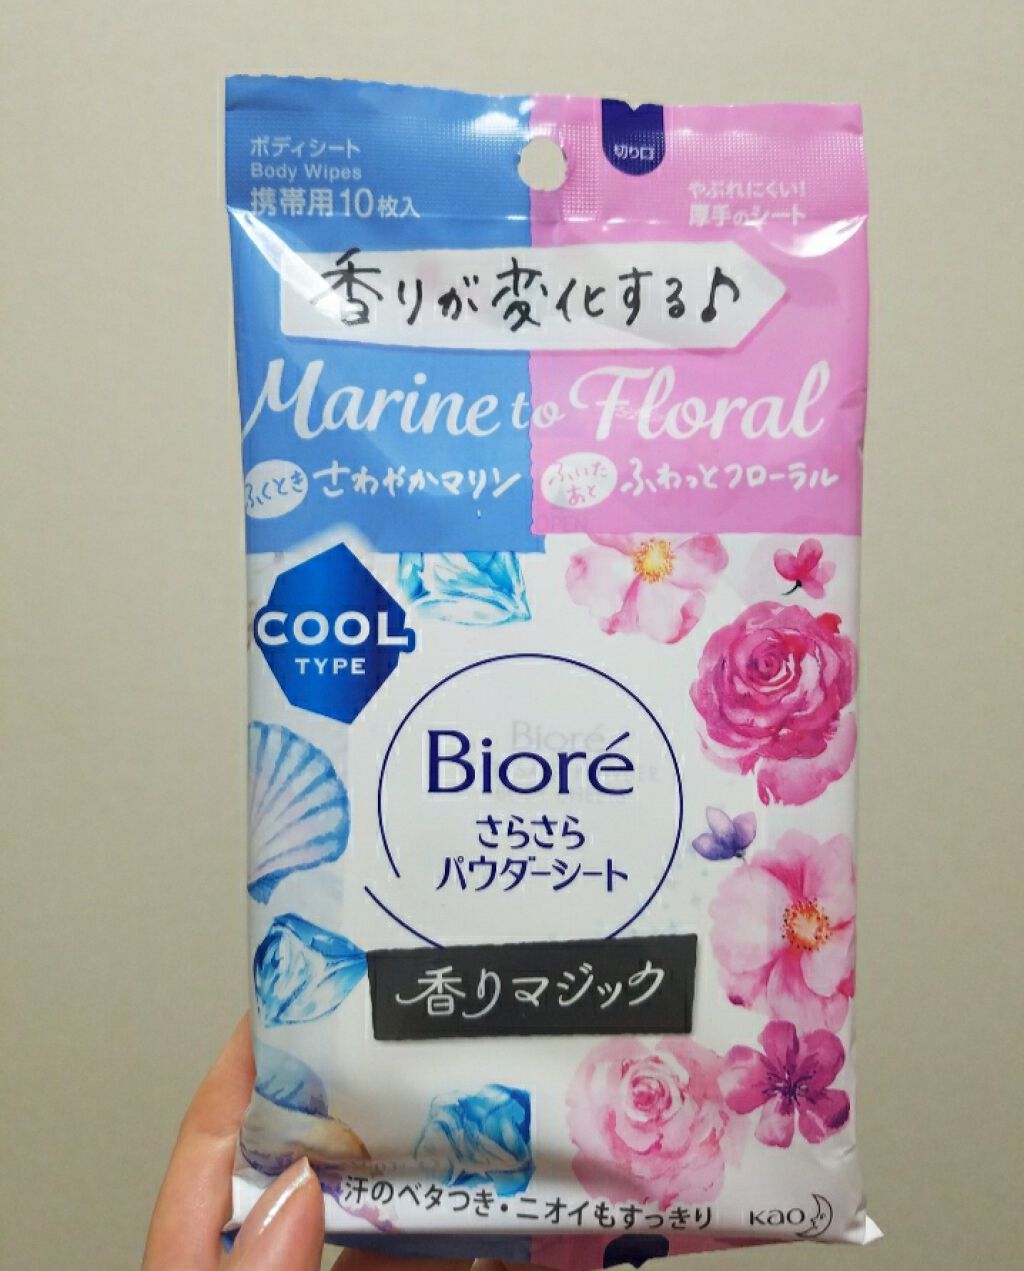 ボディシート
Body Wipes
携帯用10枚入
切り口
やぶれにくい!
厚手のシート
香りが変化する♪
Marine to Floral
ふくとき さわやかマリン
ふいたあと ふわっとフローラル
COOL
TYPE
Bioré
さらさら
パウダーシート
香りマジック
汗のベタつき・ニオイもすっきり
Kao